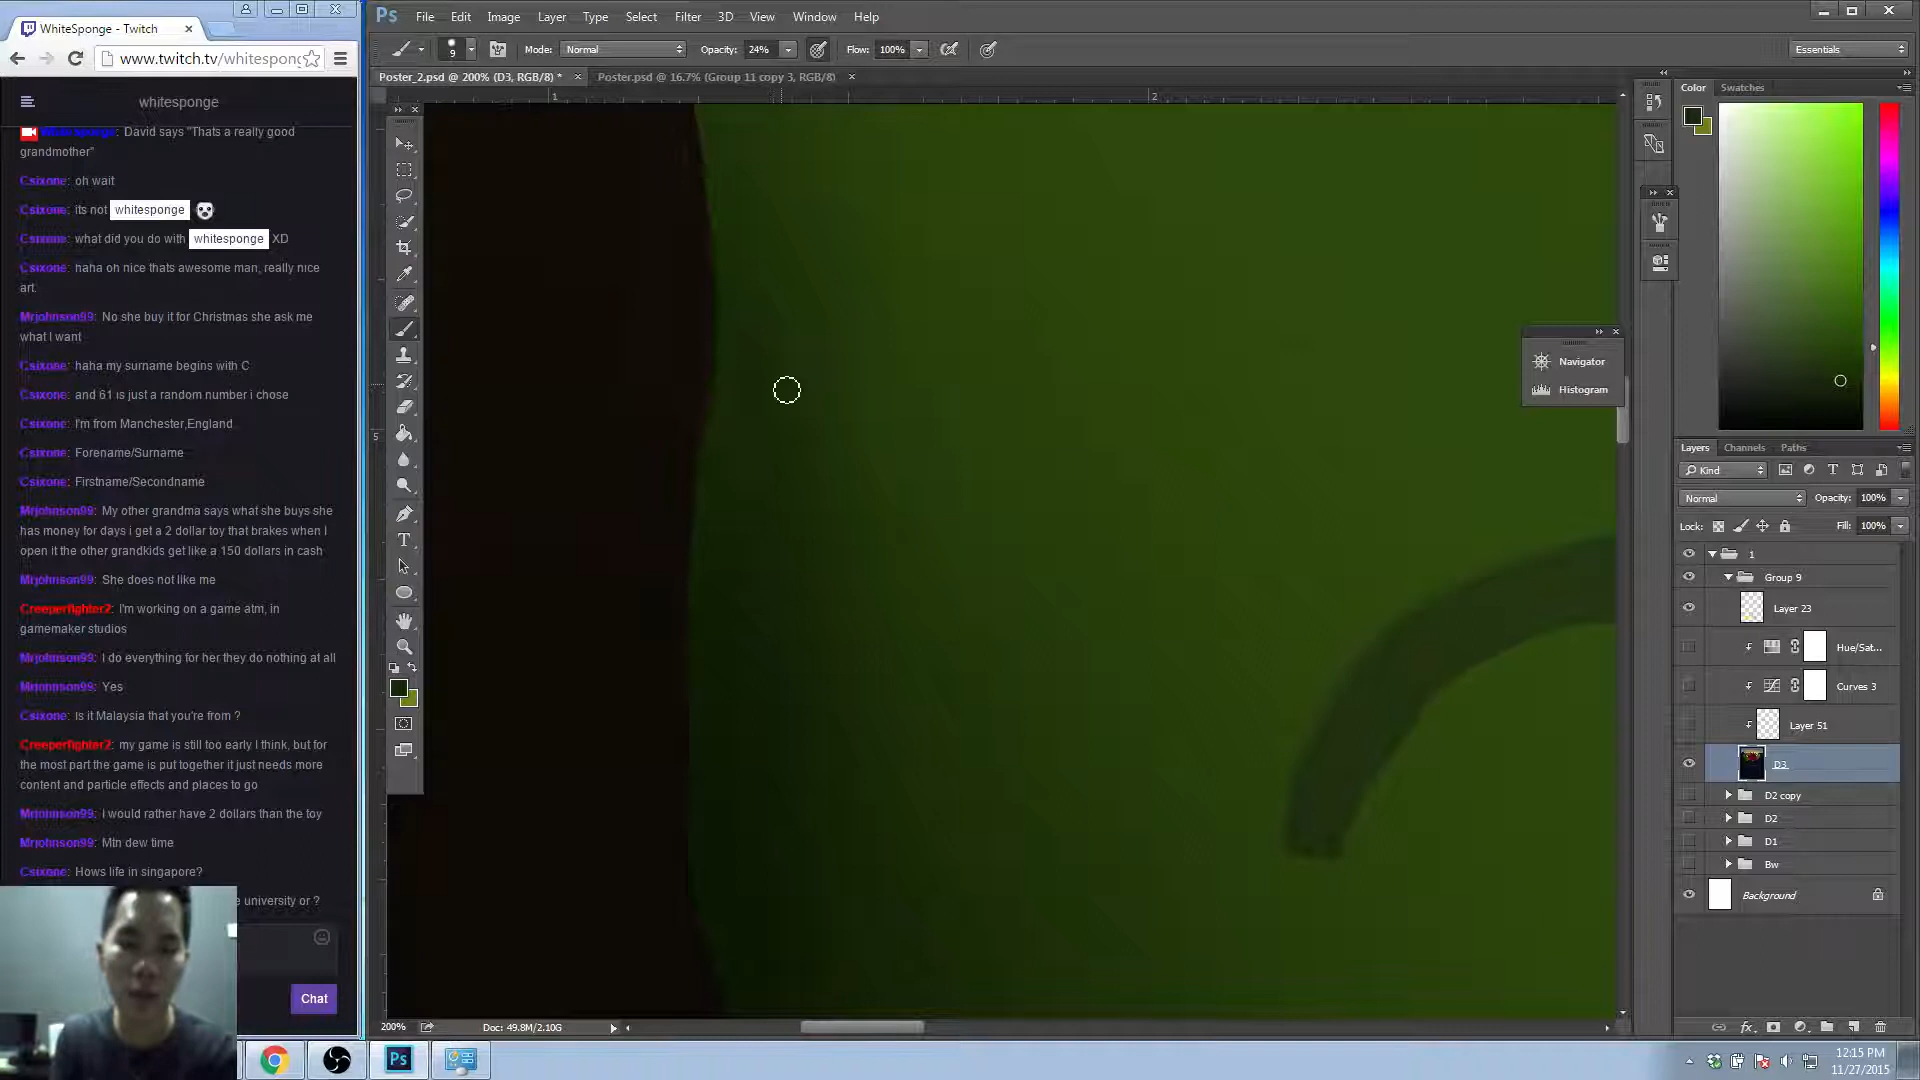 WhiteSponge - Twitch
www.twitch.tv/whitespong
whitesponge
Whitesponge: David says "Thats a really good
grandmother"
Csixone: oh wait
Csixone: its not whitesponge
Csixone: what did you do with whitesponge XD
Csixone: haha oh nice thats awesome man, really nice
art.
Mrjohnson99: No she buy it for Christmas she ask me
what I want
Csixone: haha my surname begins with C
Csixone: and 61 is just a random number i chose
Csixone: I'm from Manchester,England
Csixone: Forename/Surname
Csixone: Firstname/Secondname
Mrjohnson99: My other grandma says what she buys she
has money for days i get a 2 dollar toy that brakes when I
open it the other grandkids get like a 150 dollars in cash
Mrjohnson99: She does not like me
Creeperfighter2: I'm working on a game atm, in
gamemaker studios
Mrjohnson99: I do everything for her they do nothing at all
Mrjohnson99: Yes
Csixone: Is it Malaysia that you're from ?
Creeperfighter2: my game is still too early I think, but for
the most part the game is put together it just needs more
content and particle effects and places to go
Mrjohnson99: I would rather have 2 dollars than the toy
Mrjohnson99: Mtn dew time
Csixone: Hows life in singapore?
e university or ?
Chat
Ps File Edit Image Layer Type Select Filter 3D View Window Help
9 Mode: Normal Opacity: 24% Flow: 100% Essentials
Poster_2.psd @ 200% (D3, RGB/8) * Poster.psd @ 16.7% (Group 11 copy 3, RGB/8)
1 2
5
Navigator
Histogram
Color Swatches
Layers Channels Paths
Kind
Normal Opacity: 100%
Lock: Fill: 100%
1
Group 9
Layer 23
Hue/Sat...
Curves 3
Layer 51
D3
D2 copy
D2
D1
Bw
Background
fx
200% Doc: 49.8M/2.10G
Ps
12:15 PM
11/27/2015